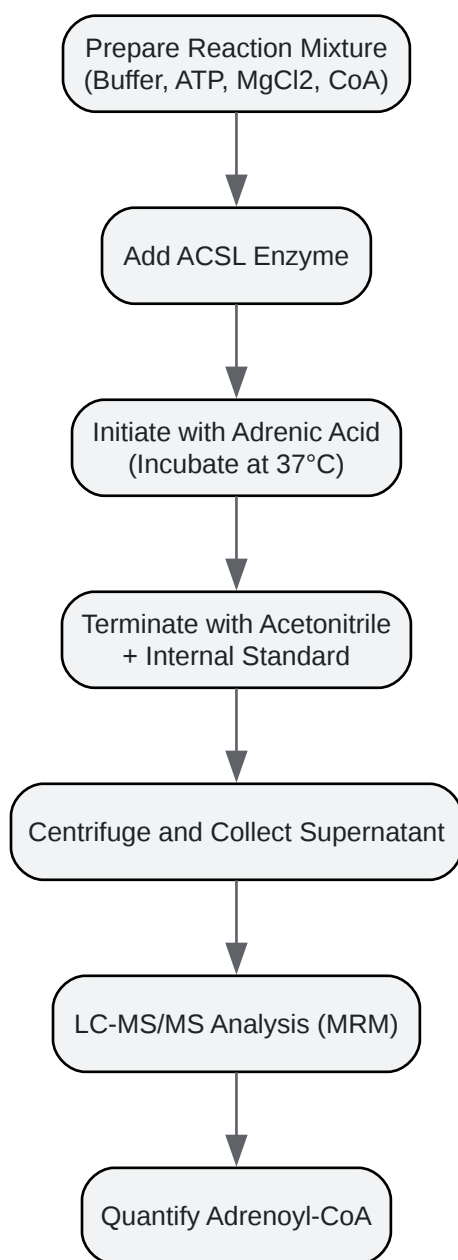 Prepare Reaction Mixture
(Buffer, ATP, MgCl2, CoA)
Add ACSL Enzyme
Initiate with Adrenic Acid
(Incubate at 37°C)
Terminate with Acetonitrile
+ Internal Standard
Centrifuge and Collect Supernatant
LC-MS/MS Analysis (MRM)
Quantify Adrenoyl-CoA